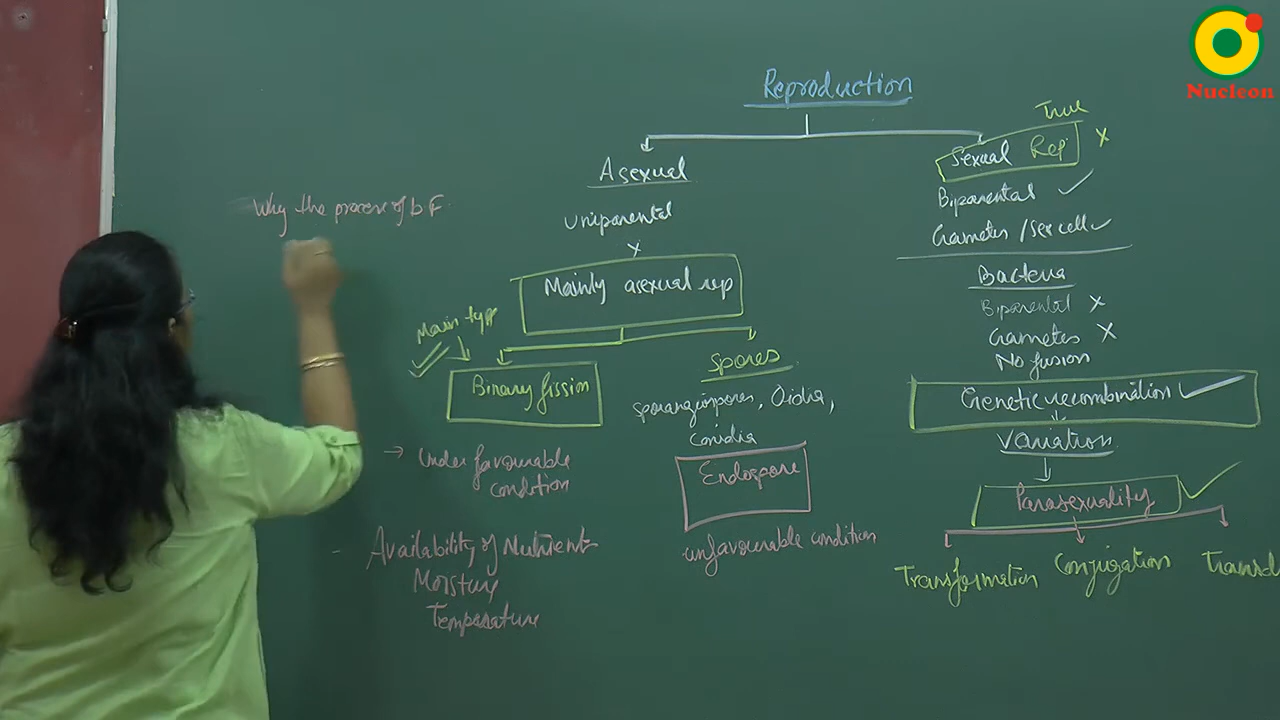 Nucleon
Reproduction
Asexual
Uniparental
x
Mainly asexual rep
Main type
Binary fission
→ Under favourable
condition
- Availability of Nutrient
Moisture
Temperature
Spores
sporangiospores, Oidia,
Conidia
Endospore
unfavourable condition
True
Sexual Rep x
Biparental ✓
Gametes / Sex cell ✓
Bacteria
Biparental x
Gametes x
No fusion
Genetic recombination ✓
Variation
Parasexuality ✓
Transformation Conjugation Transd
Why the process of b F